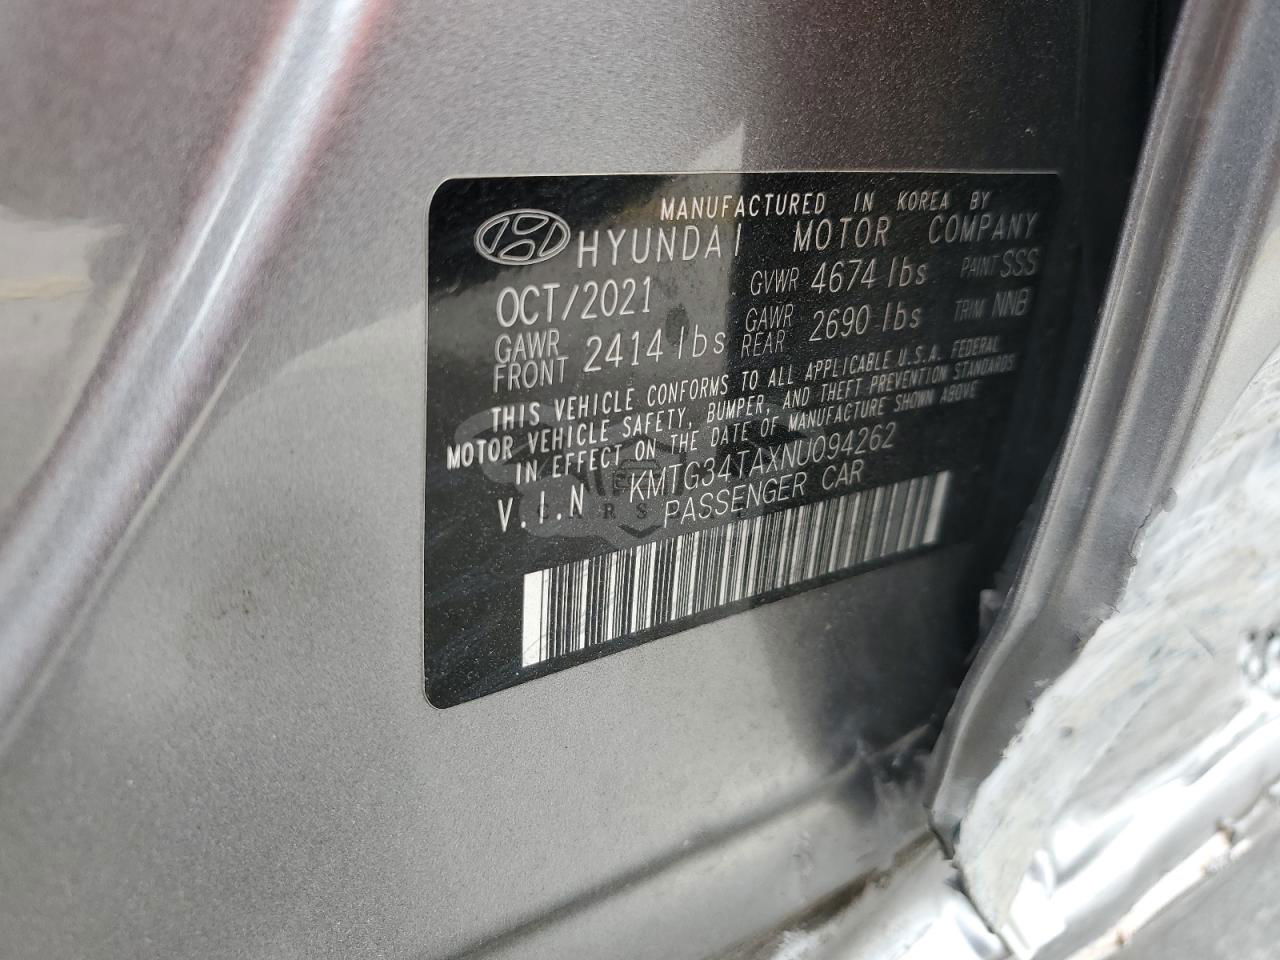 MANUFACTURED IN KOREA BY
HYUNDAI MOTOR COMPANY
OCT/2021 GVWR 4674 lbs PAINT SSS
GAWR FRONT 2414 lbs GAWR REAR 2690 lbs TRIM NNB
THIS VEHICLE CONFORMS TO ALL APPLICABLE U.S.A. FEDERAL
MOTOR VEHICLE SAFETY, BUMPER, AND THEFT PREVENTION STANDARDS
IN EFFECT ON THE DATE OF MANUFACTURE SHOWN ABOVE
V.I.N KMTG34TAXNU094262
PASSENGER CAR